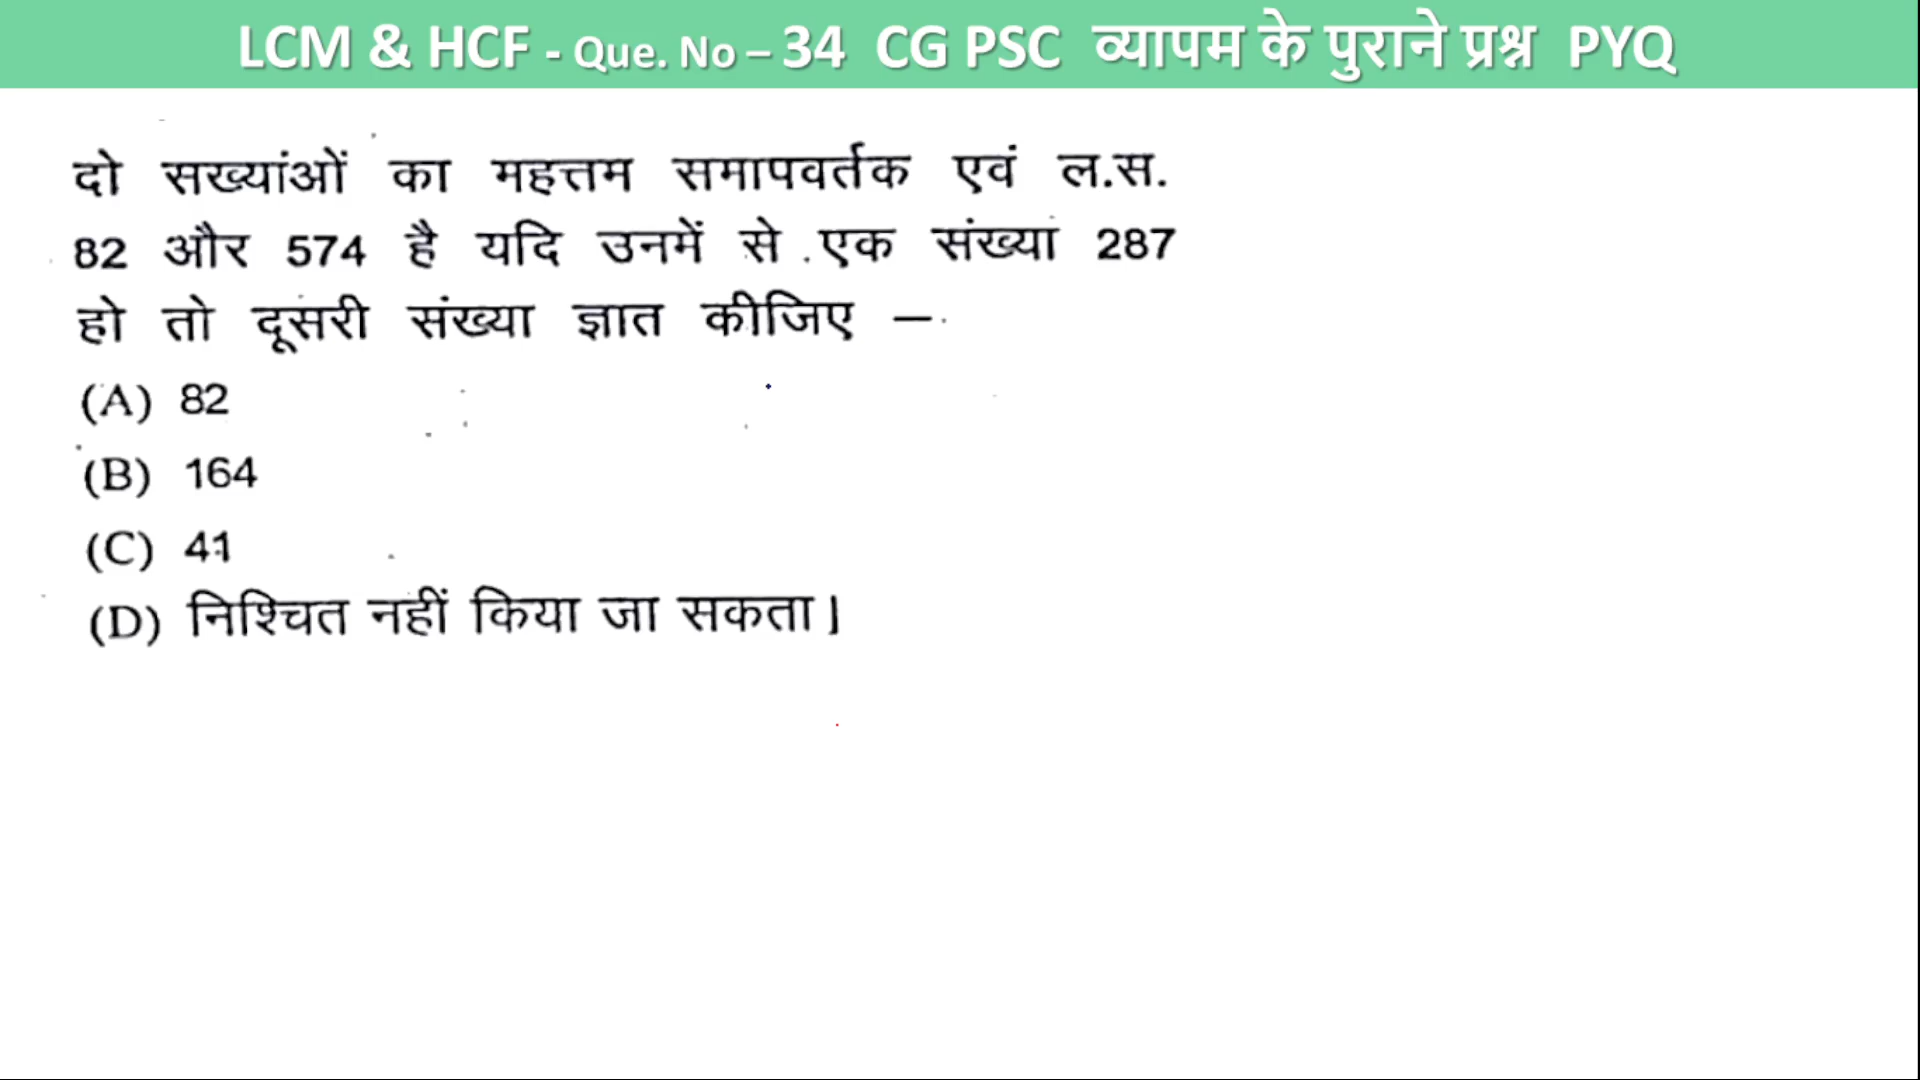 LCM & HCF - Que. No – 34 CG PSC व्यापम के पुराने प्रश्न PYQ
दो सख्यांओं का महत्तम समापवर्तक एवं ल.स.
82 और 574 है यदि उनमें से एक संख्या 287
हो तो दूसरी संख्या ज्ञात कीजिए –
(A) 82
(B) 164
(C) 41
(D) निश्चित नहीं किया जा सकता।